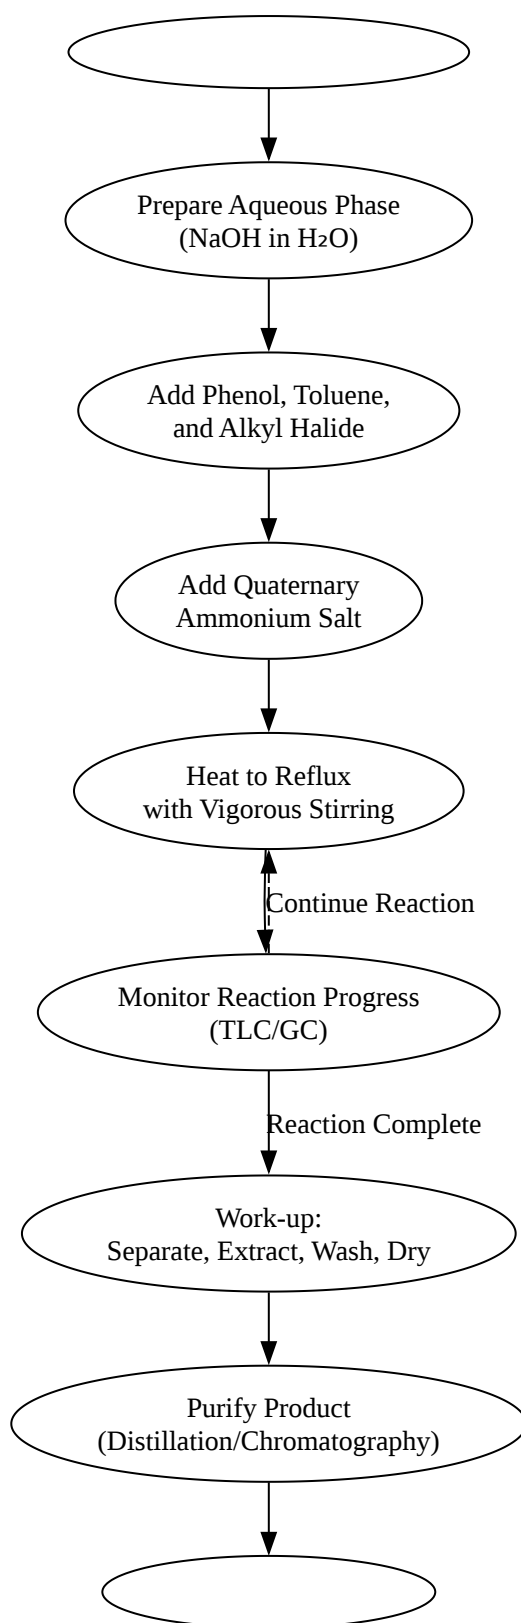 Prepare Aqueous Phase
(NaOH in H₂O)
Add Phenol, Toluene,
and Alkyl Halide
Add Quaternary
Ammonium Salt
Heat to Reflux
with Vigorous Stirring
Continue Reaction
Monitor Reaction Progress
(TLC/GC)
Reaction Complete
Work-up:
Separate, Extract, Wash, Dry
Purify Product
(Distillation/Chromatography)